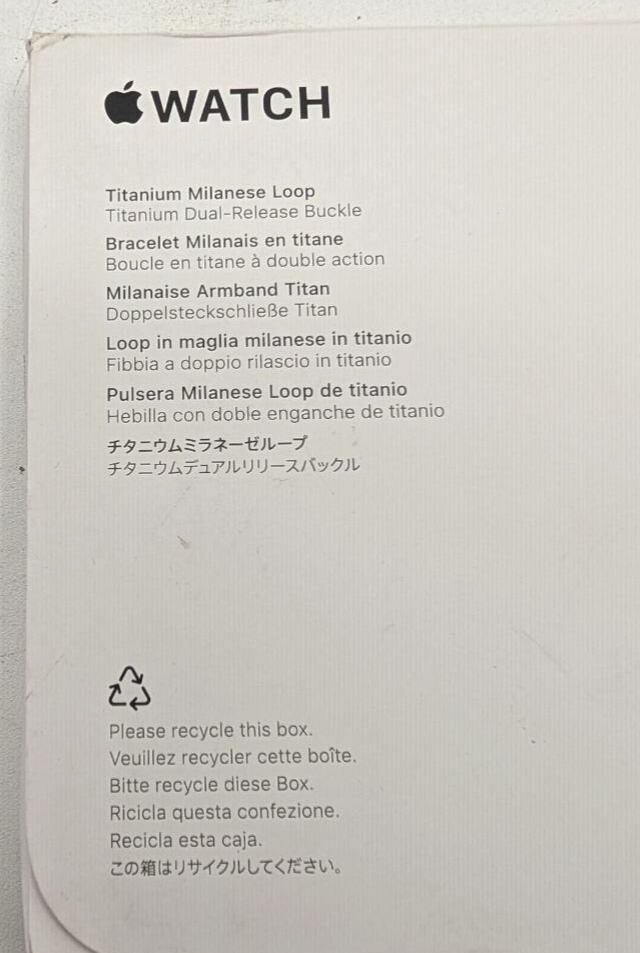 WATCH
Titanium Milanese Loop
Titanium Dual-Release Buckle
Bracelet Milanais en titane
Boucle en titane à double action
Milanaise Armband Titan
Doppelsteckschließe Titan
Loop in maglia milanese in titanio
Fibbia a doppio rilascio in titanio
Pulsera Milanese Loop de titanio
Hebilla con doble enganche de titanio
チタニウムミラネーゼループ
チタニウムデュアルリリースバックル
Please recycle this box.
Veuillez recycler cette boîte.
Bitte recycle diese Box.
Ricicla questa confezione.
Recicla esta caja.
この箱はリサイクルしてください。